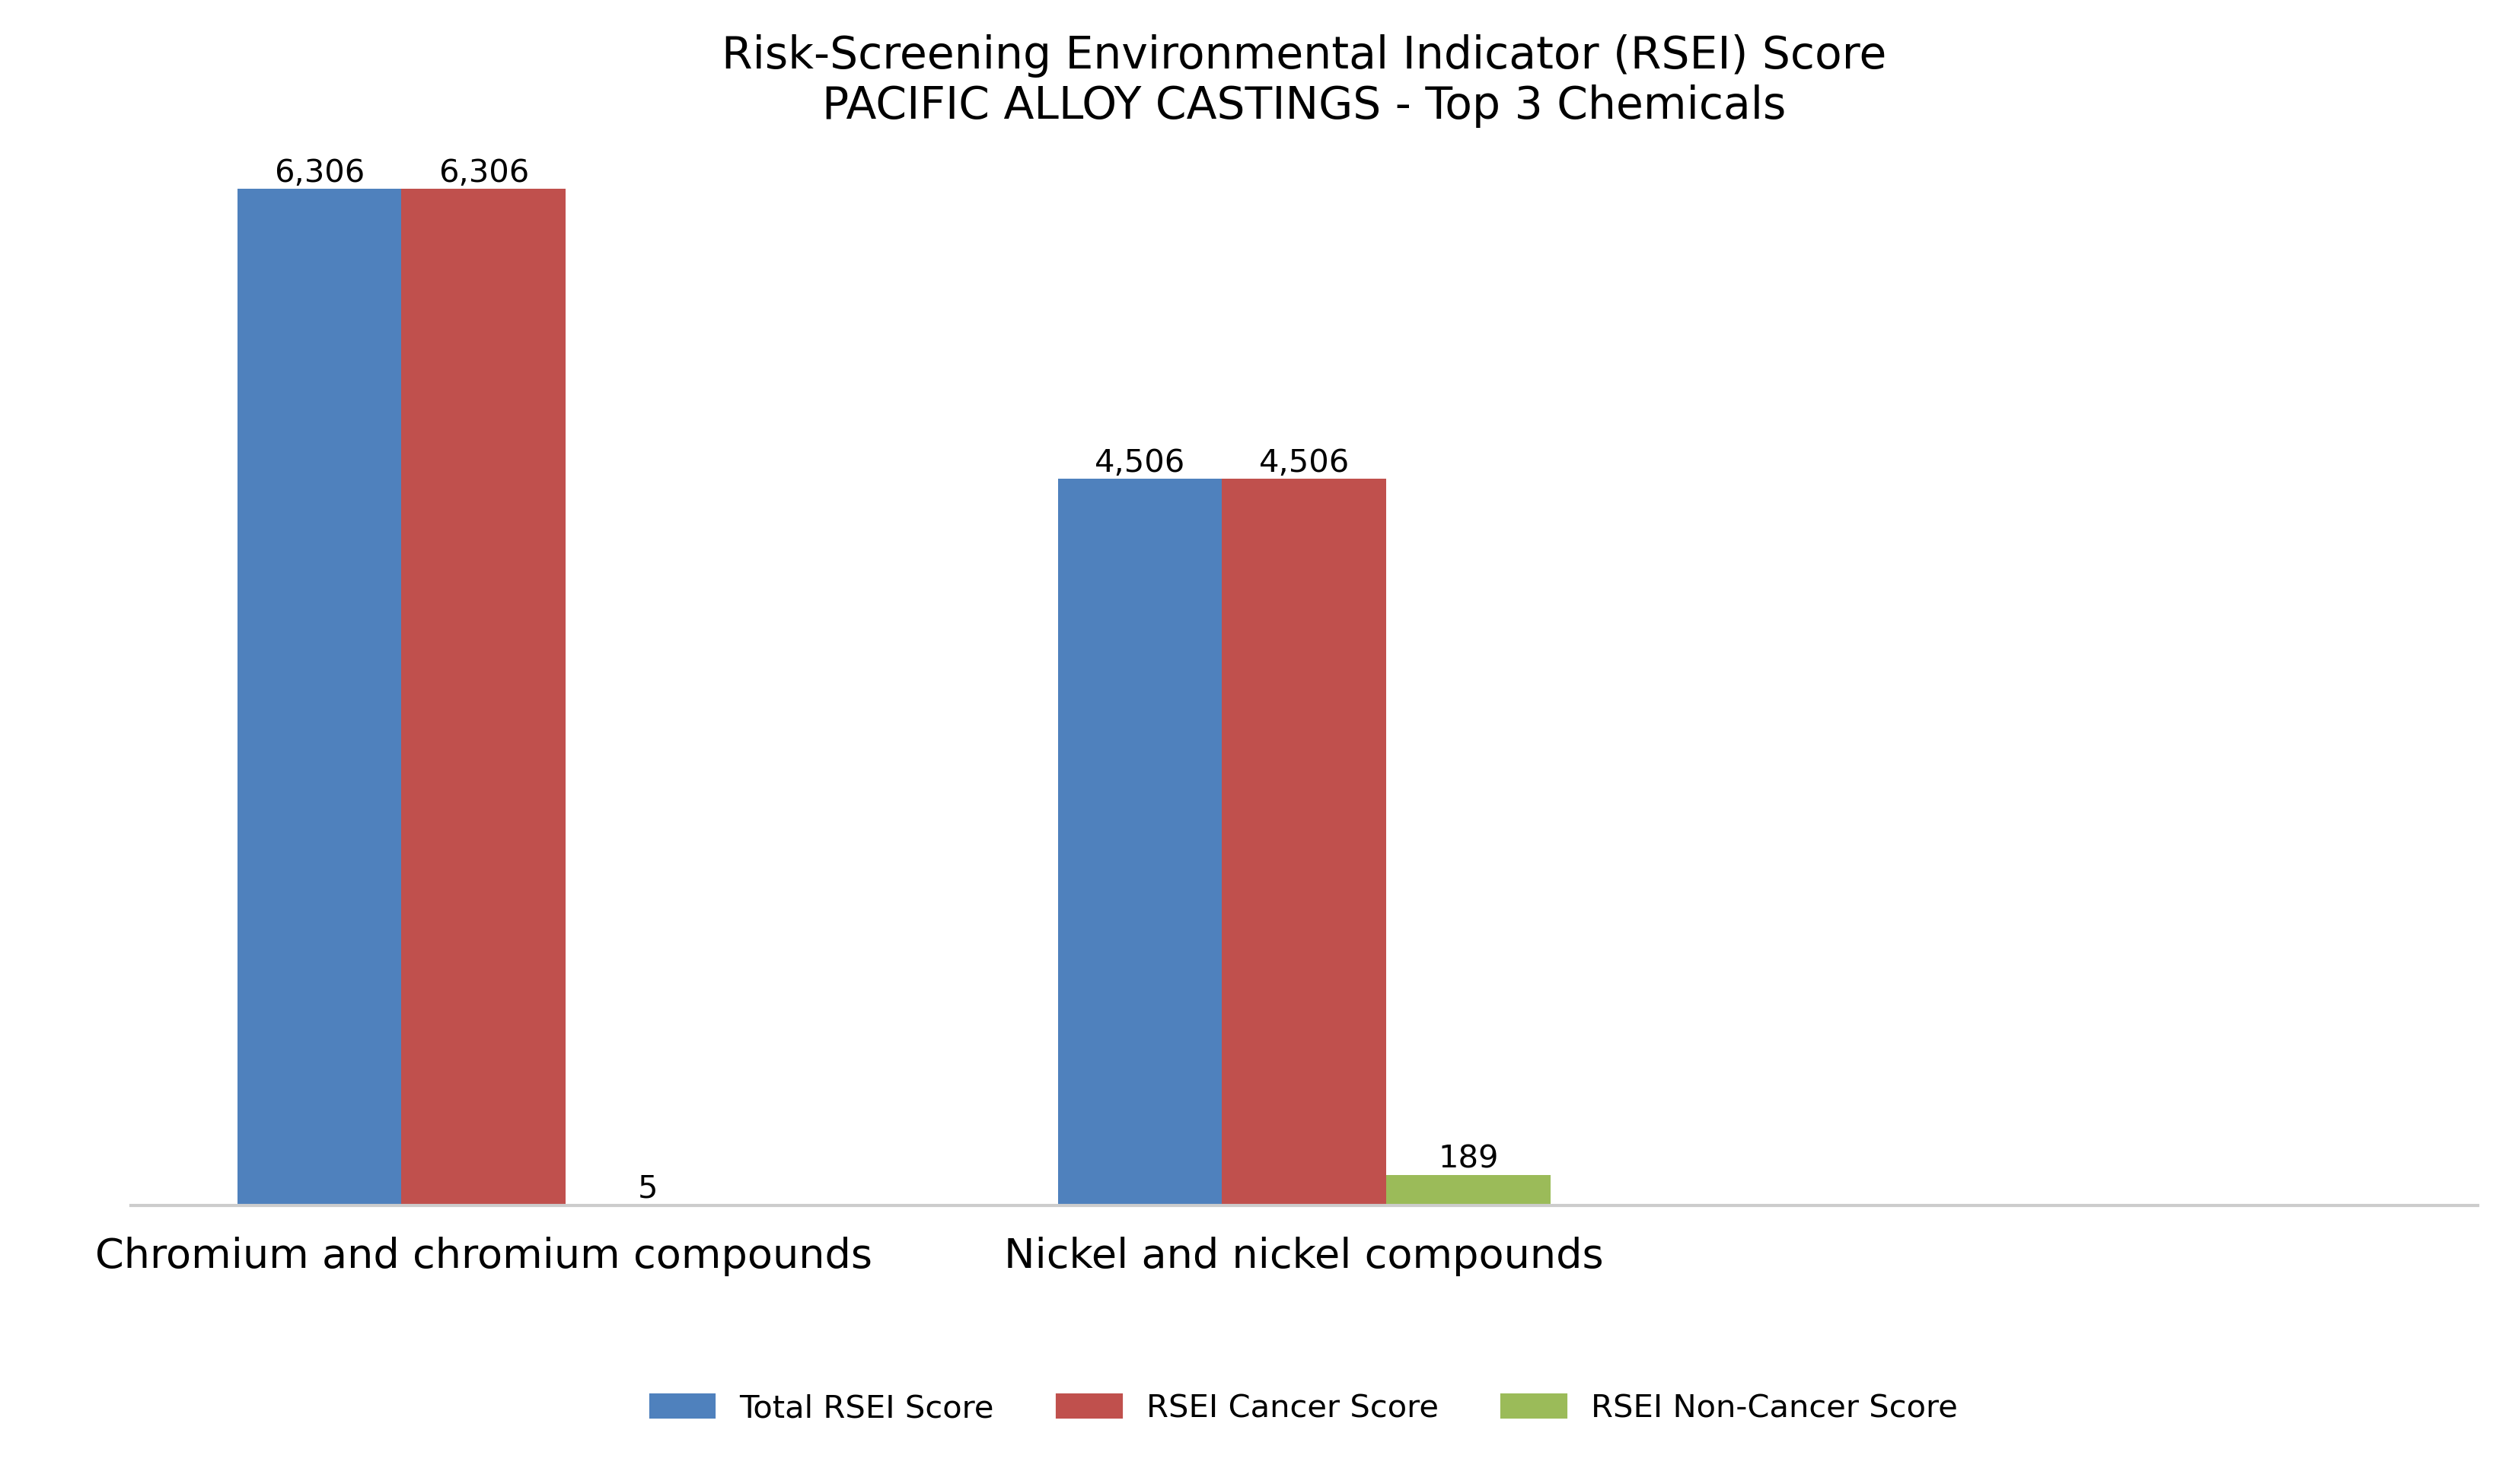 Risk-Screening Environmental Indicator (RSEI) Score
PACIFIC ALLOY CASTINGS - Top 3 Chemicals
6,306 6,306
4,506 4,506
189
5
Chromium and chromium compounds Nickel and nickel compounds
Total RSEI Score RSEI Cancer Score RSEI Non-Cancer Score